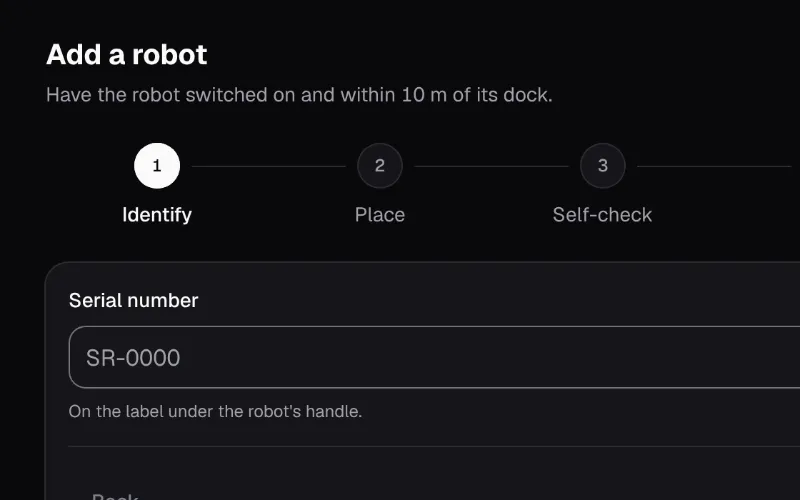 Add a robot
Have the robot switched on and within 10 m of its dock.
1
2
3
Identify
Place
Self-check
Serial number
SR-0000
On the label under the robot's handle.
Back